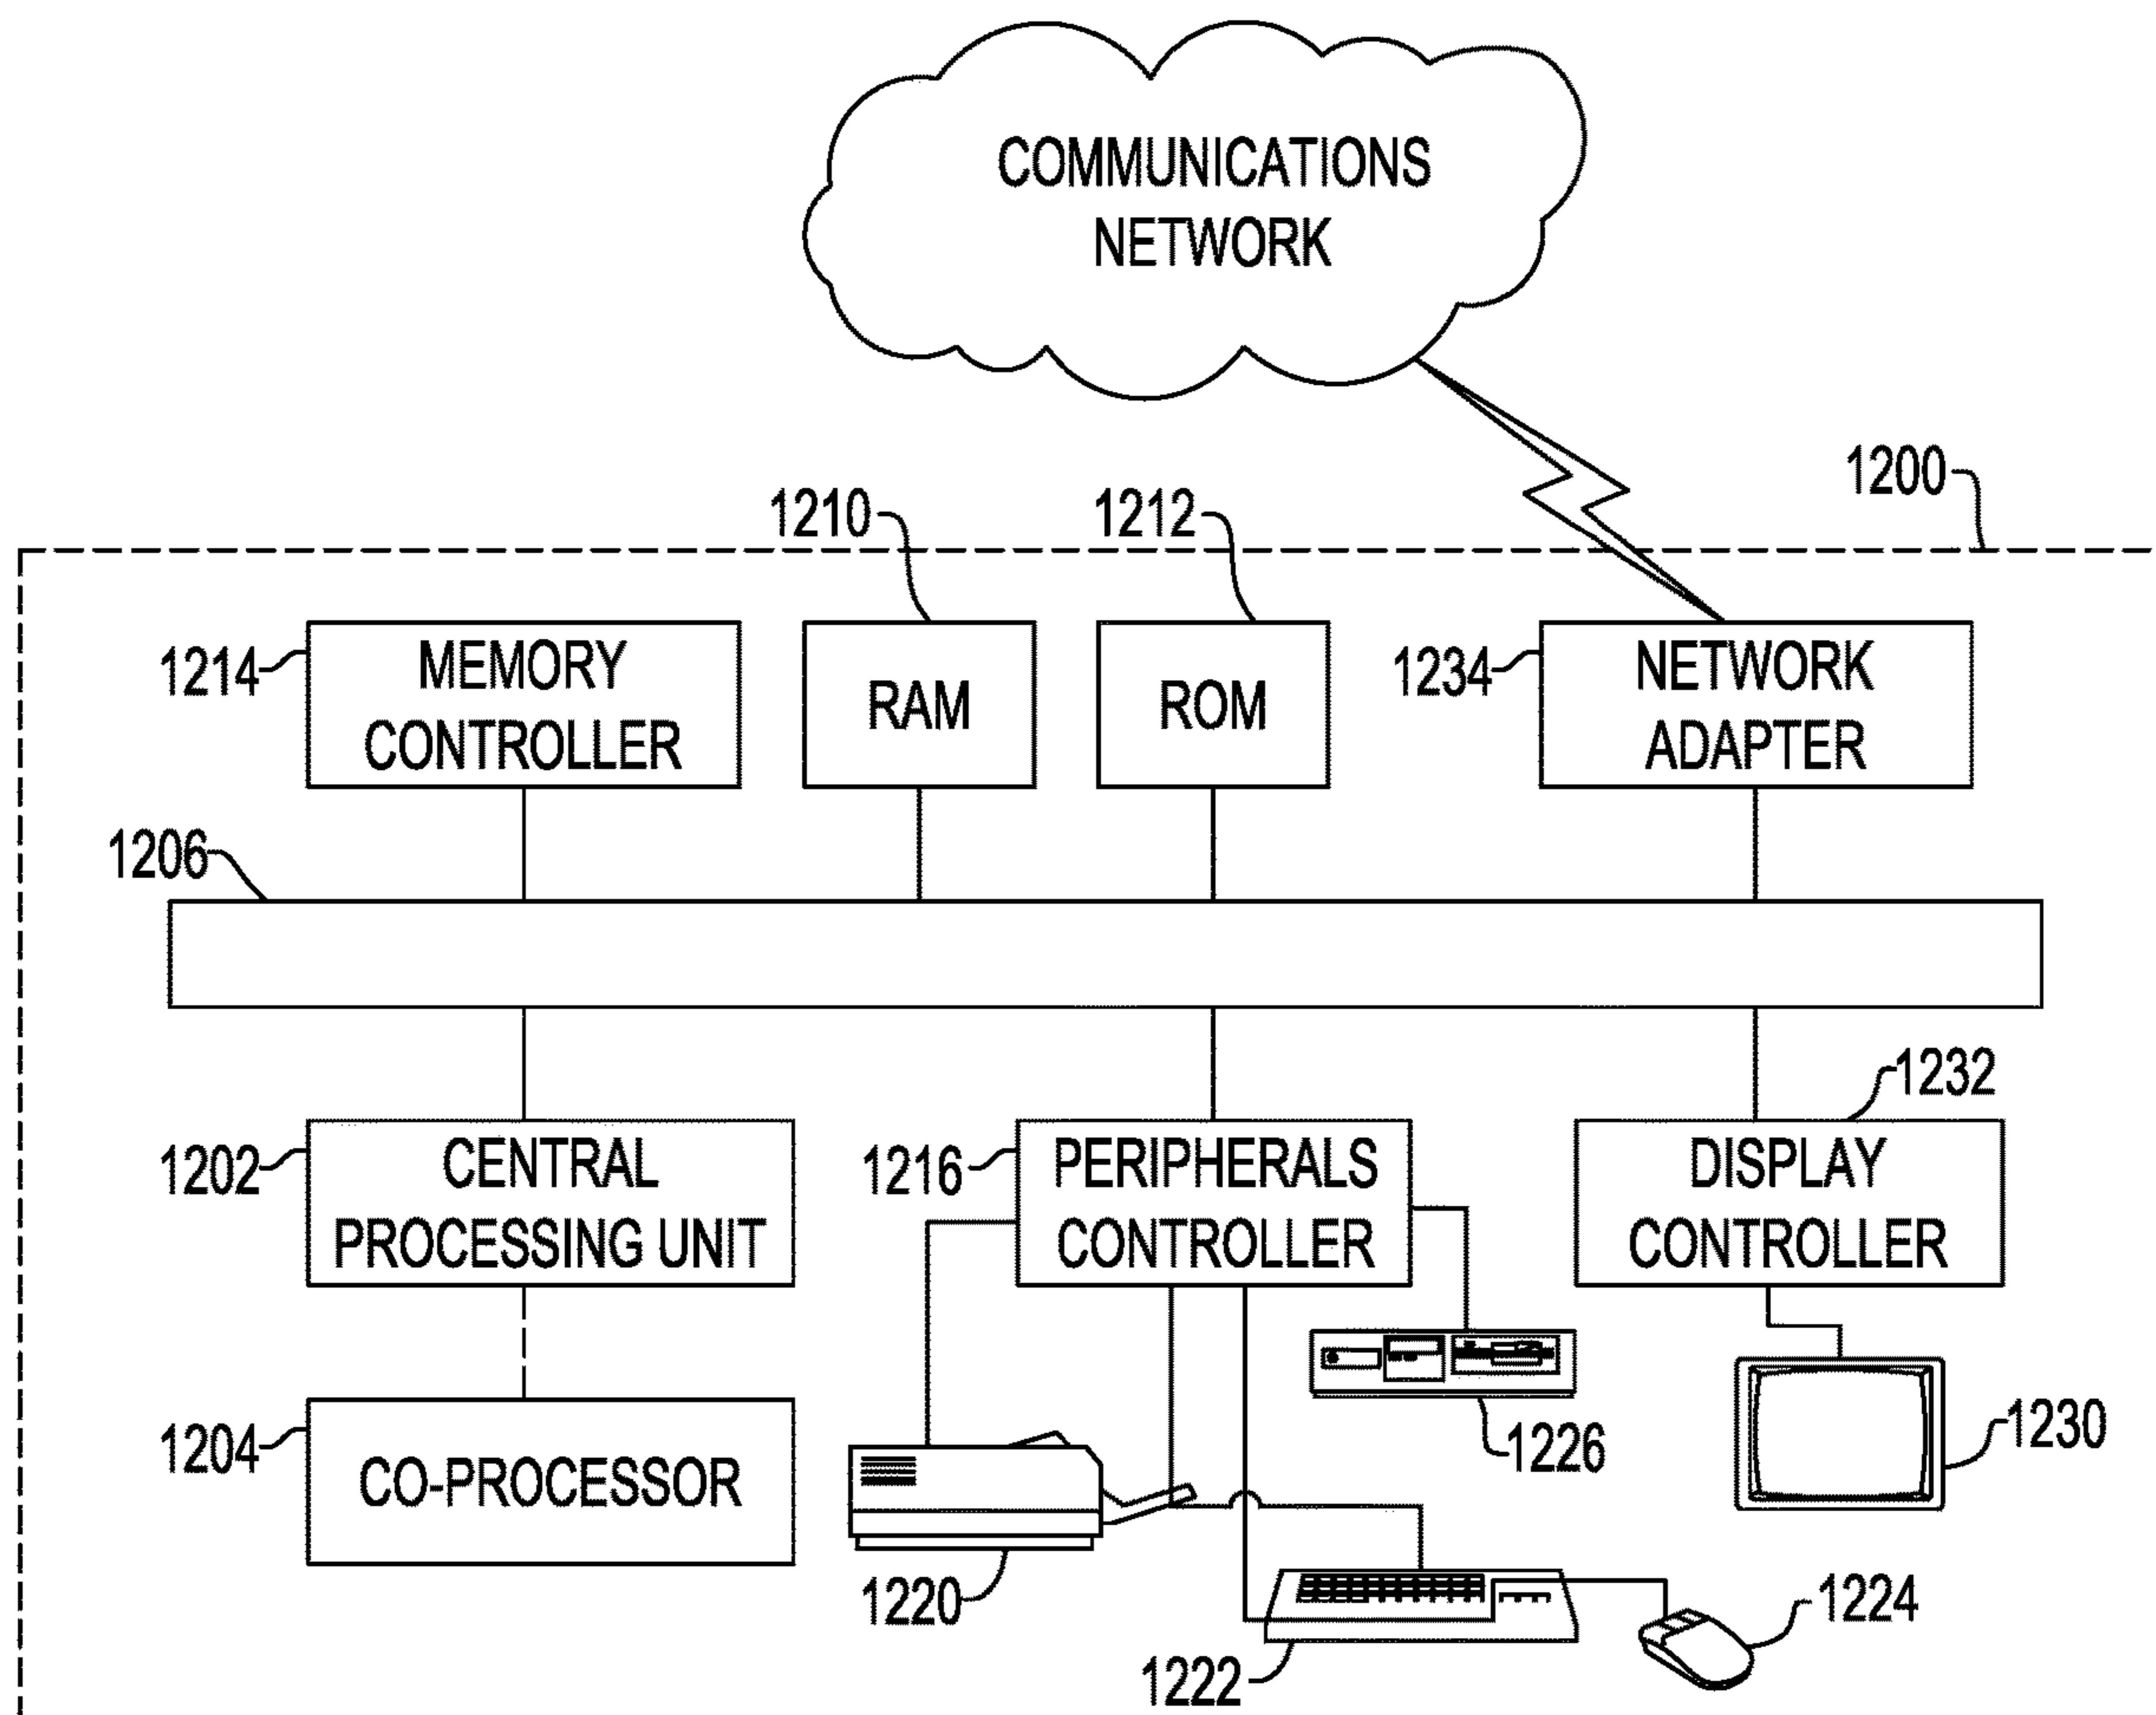 COMMUNICATIONS
NETWORK
1200
1210
1212
1214
MEMORY
CONTROLLER
RAM
ROM
1234
NETWORK
ADAPTER
1206
1232
1202
CENTRAL
PROCESSING UNIT
1216
PERIPHERALS
CONTROLLER
DISPLAY
CONTROLLER
1204
CO-PROCESSOR
1226
1230
1220
1224
1222